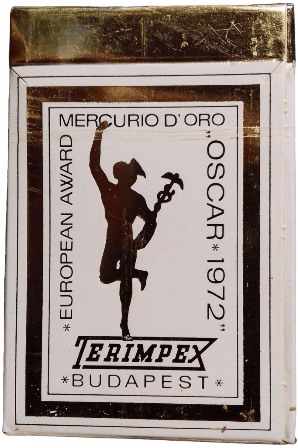 MERCURIO D'ORO
*EUROPEAN AWARD
„OSCAR*1972"
TERIMPEX
*BUDAPEST*